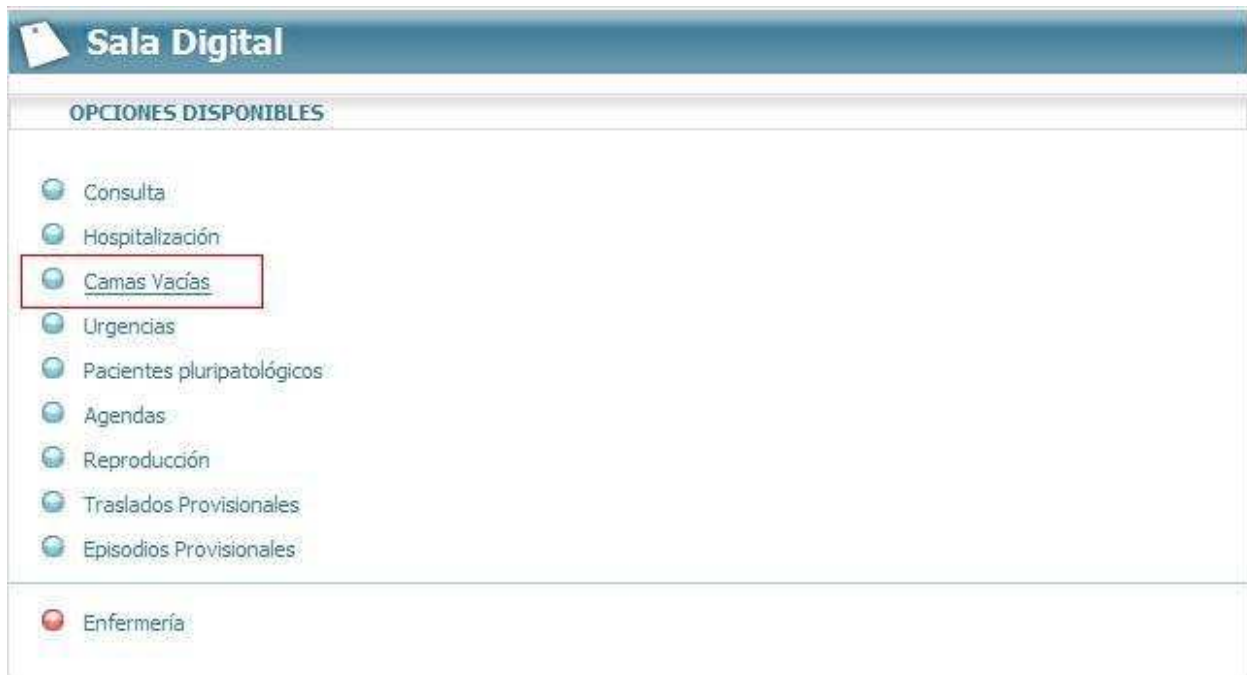 Sala Digital
OPCIONES DISPONIBLES
Consulta
Hospitalización
Camas Vacías
Urgencias
Pacientes pluripatológicos
Agendas
Reproducción
Traslados Provisionales
Episodios Provisionales
Enfermería